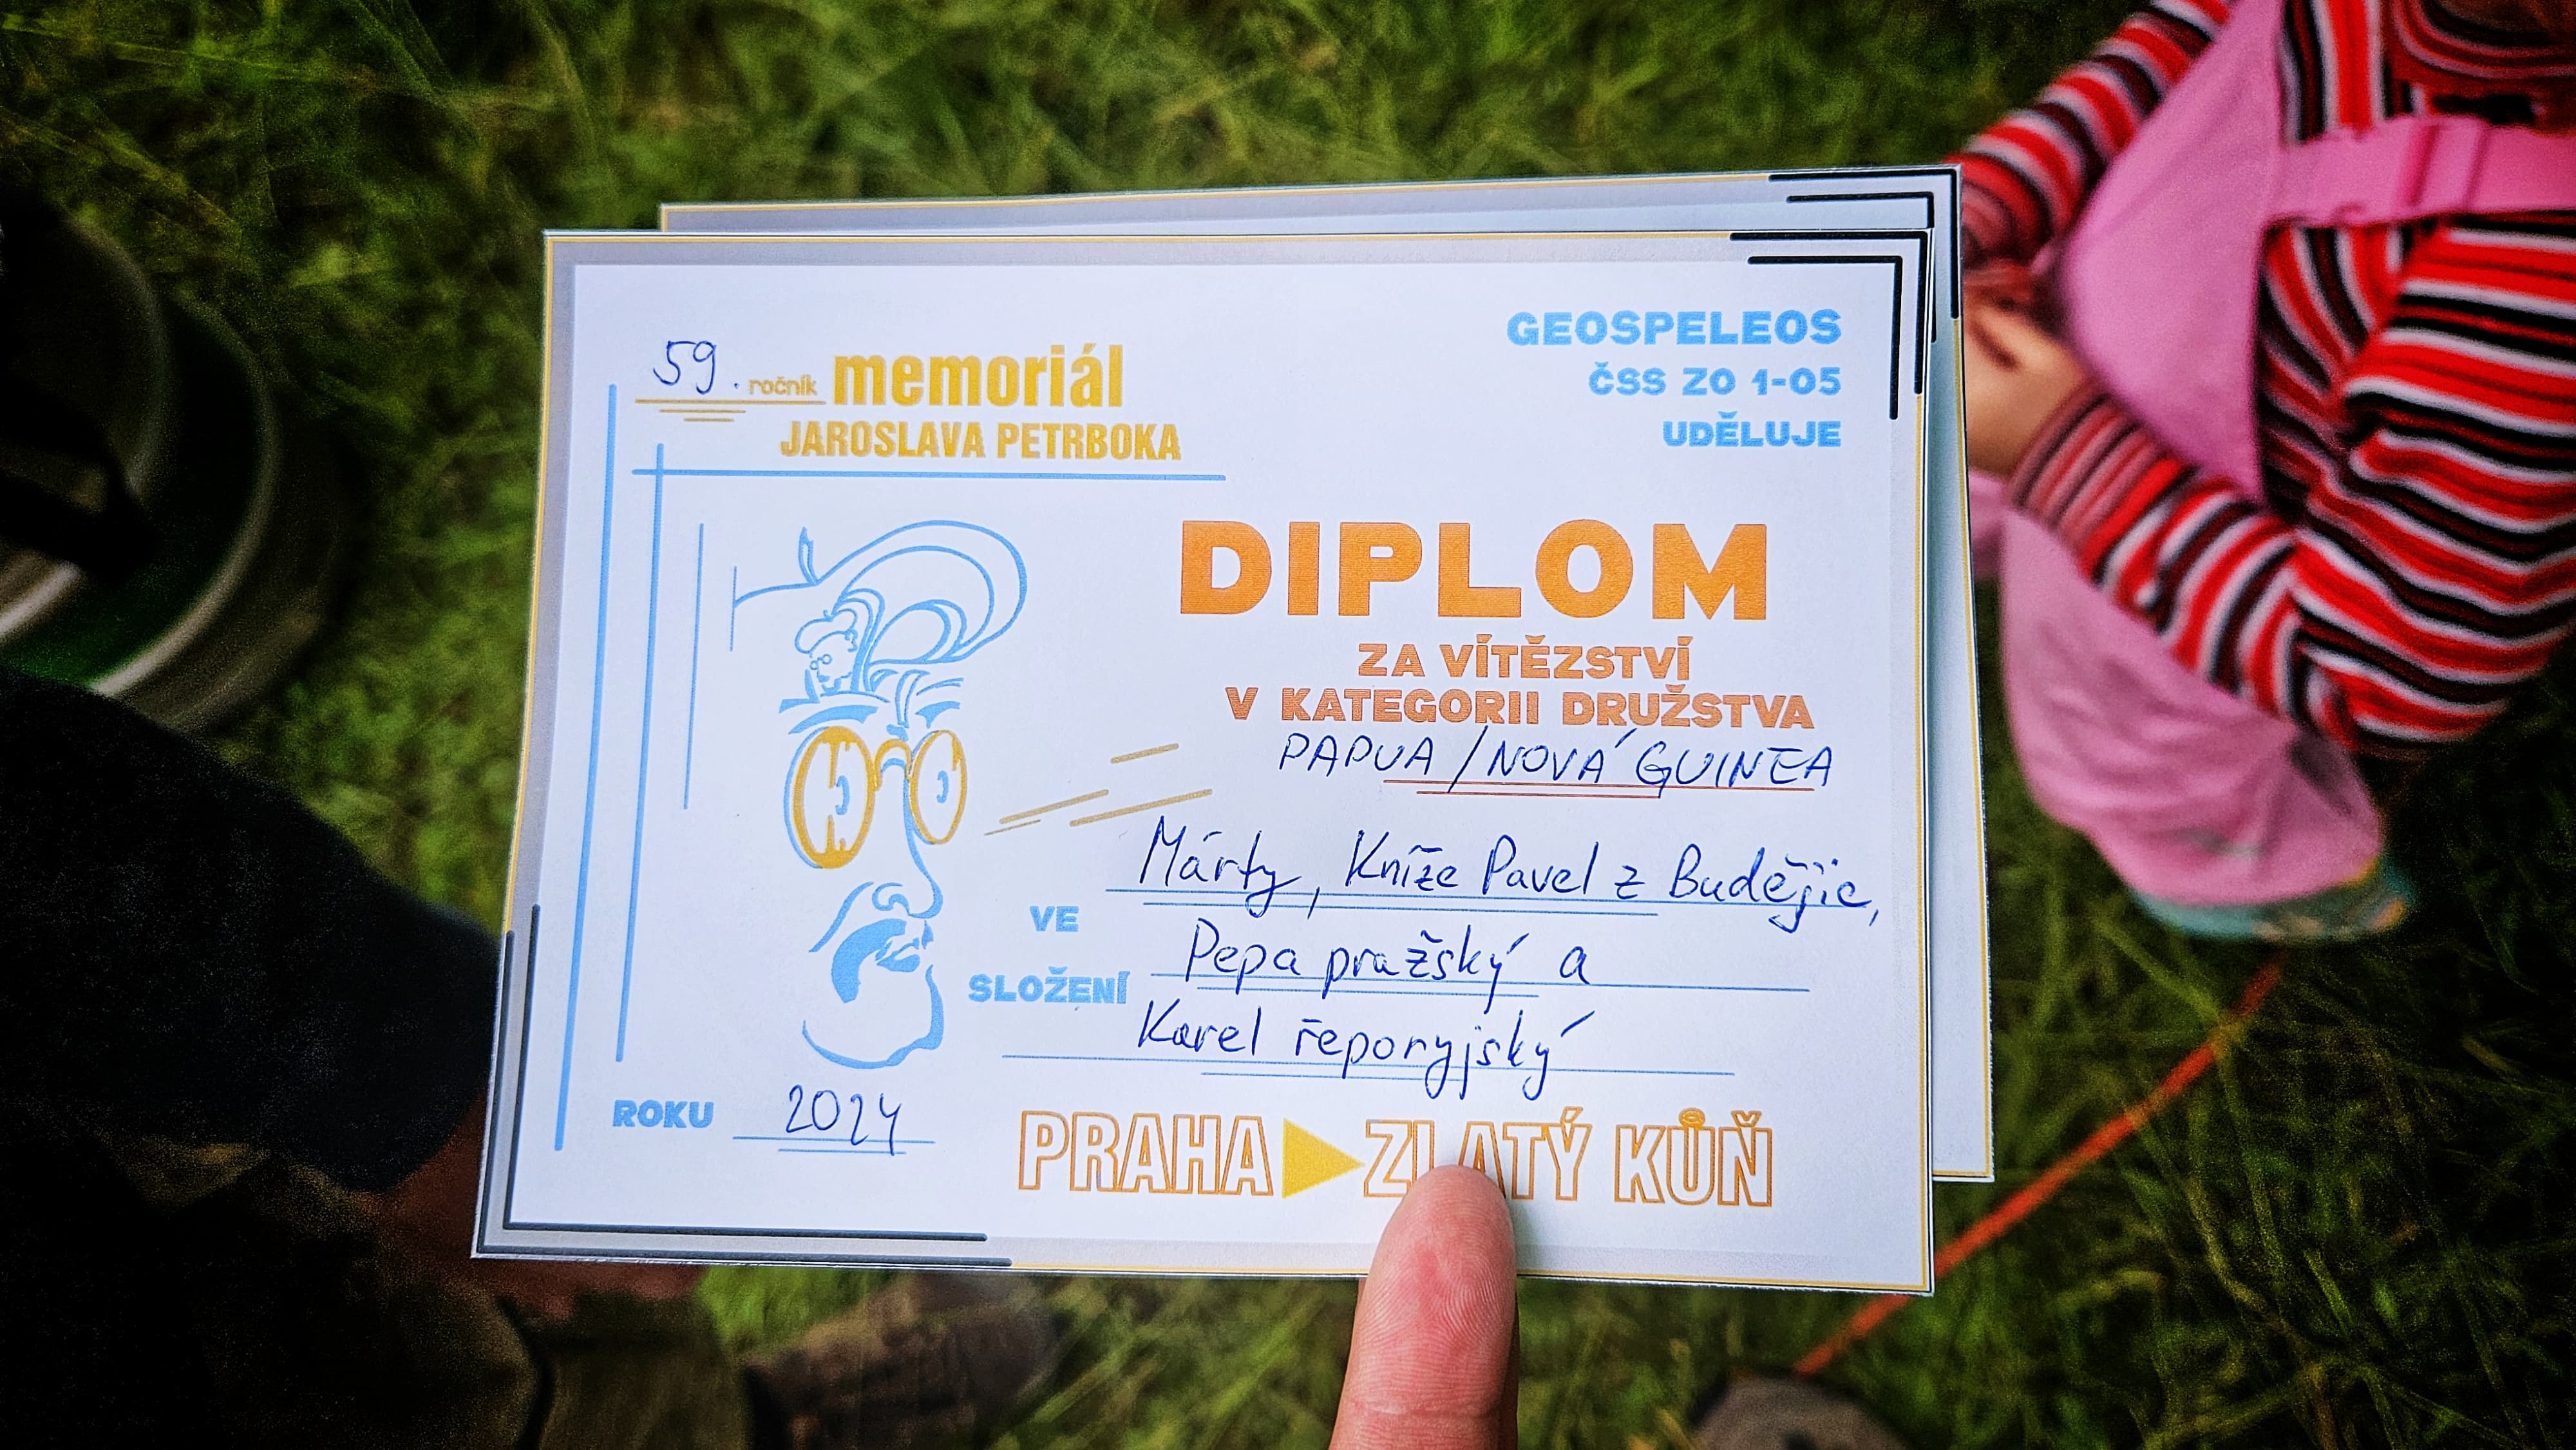 59. ročník memoriál
JAROSLAVA PETRBOKA
GEOSPELEOS
ČSS ZO 1-05
UDĚLUJE
DIPLOM
ZA VÍTĚZSTVÍ
V KATEGORII DRUŽSTVA
PAPUA/NOVÁ GUINEA
VE
SLOŽENÍ
Márty, Kníže Pavel z Budějic,
Pepa pražský a
Karel řeporyjský
ROKU 2024
PRAHA ZLATÝ KŮŇ